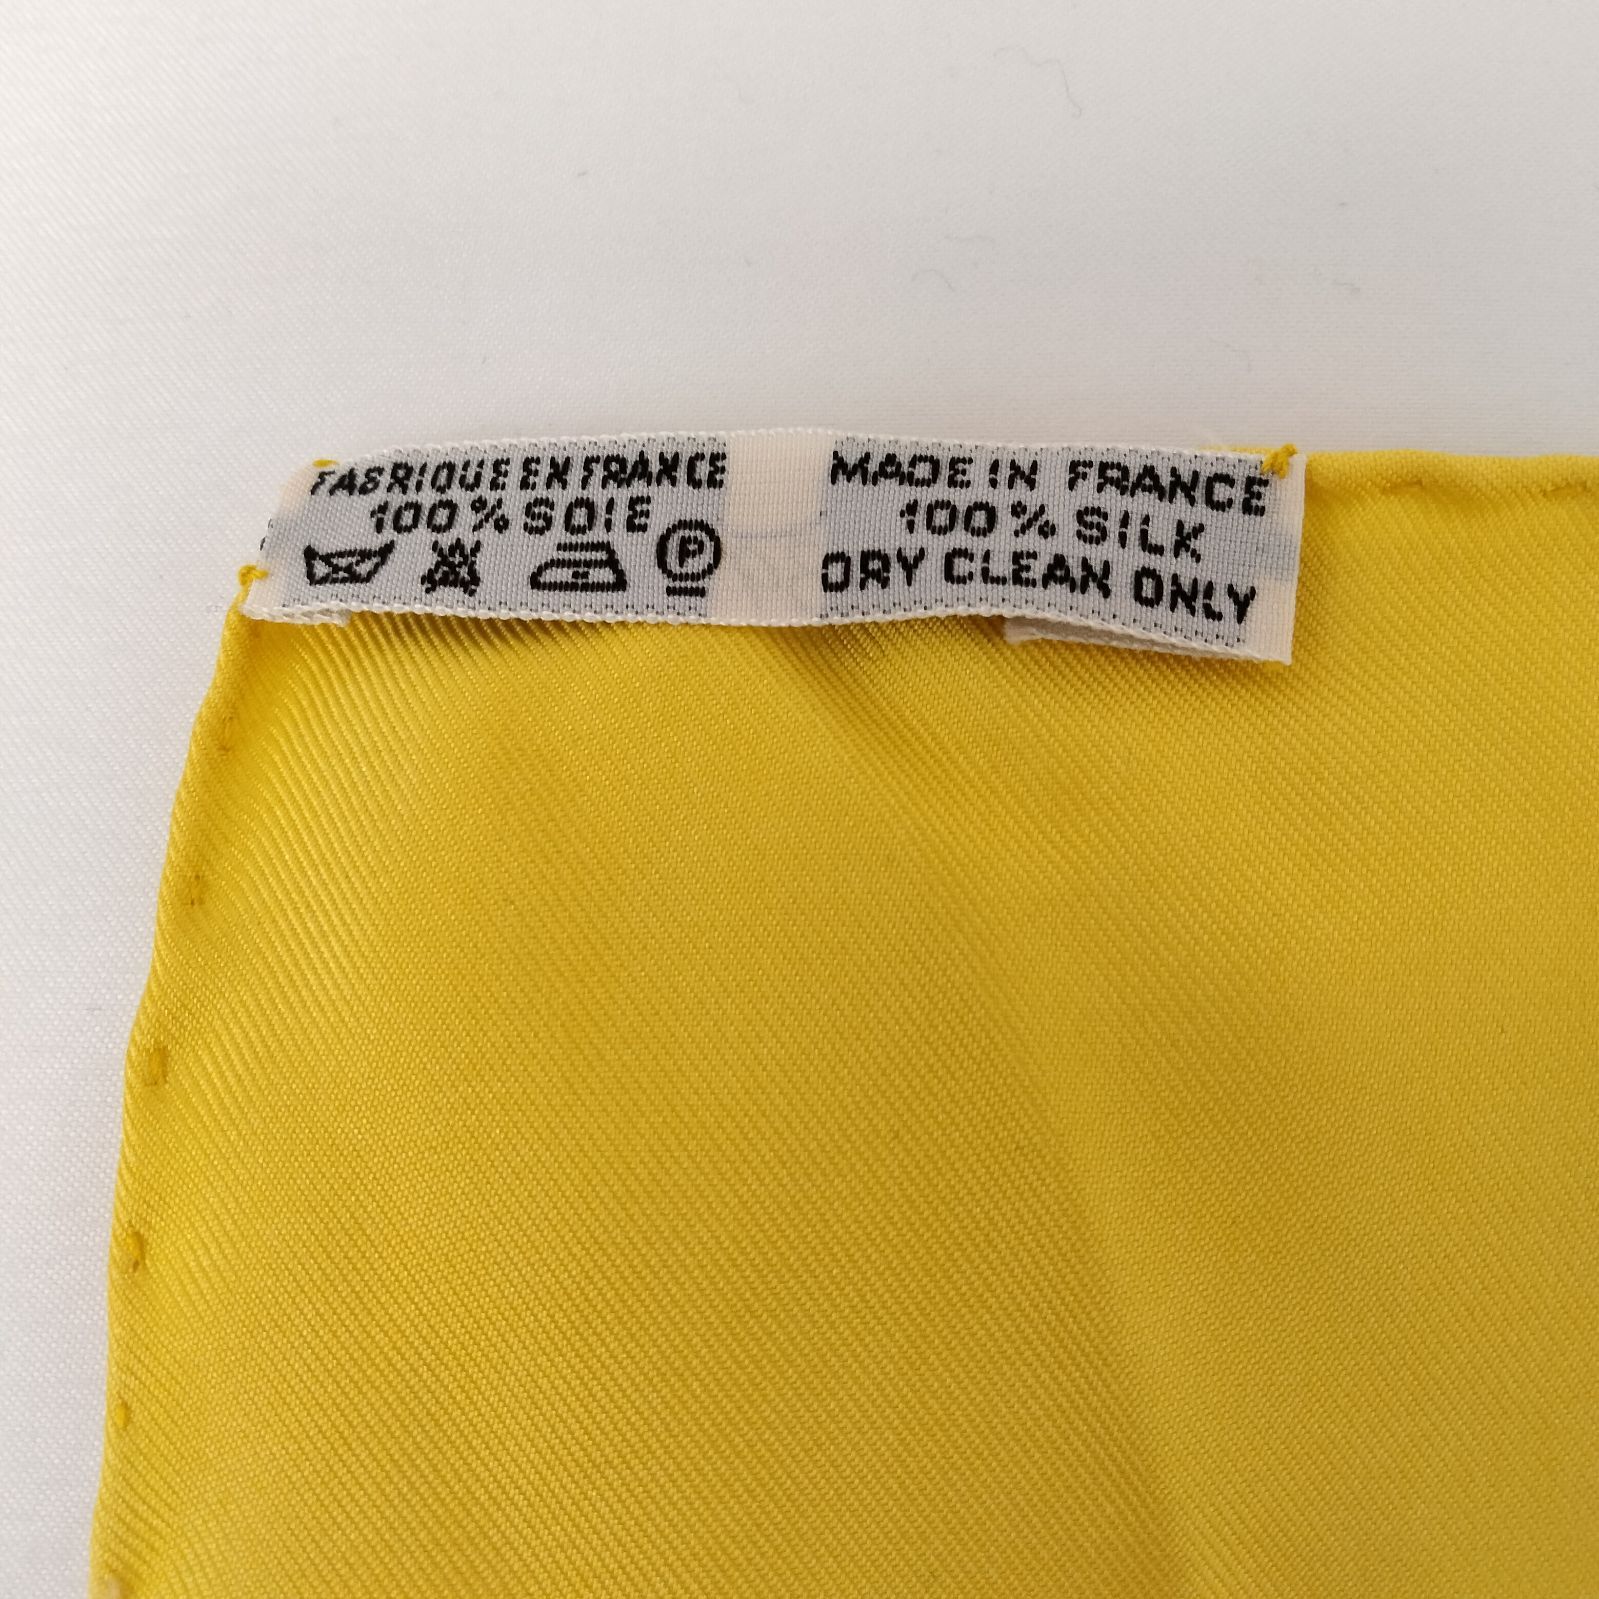 FABRIQUE EN FRANCE
100% SOIE
P
MADE IN FRANCE
100% SILK
DRY CLEAN ONLY